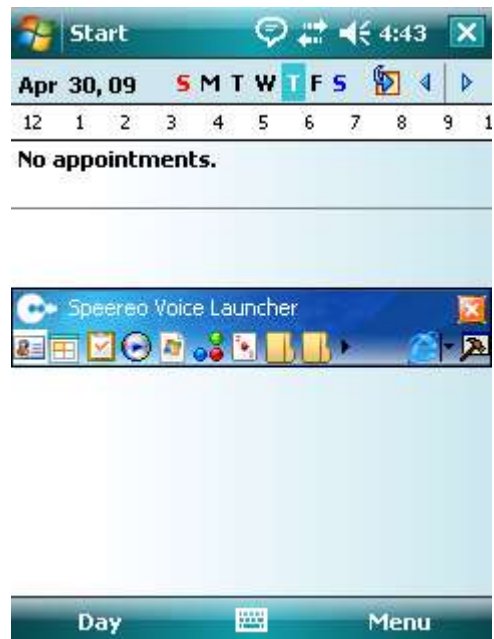 Start 4:43
Apr 30, 09 S M T W T F S
12 1 2 3 4 5 6 7 8 9 1
No appointments.
Speereo Voice Launcher
Day Menu